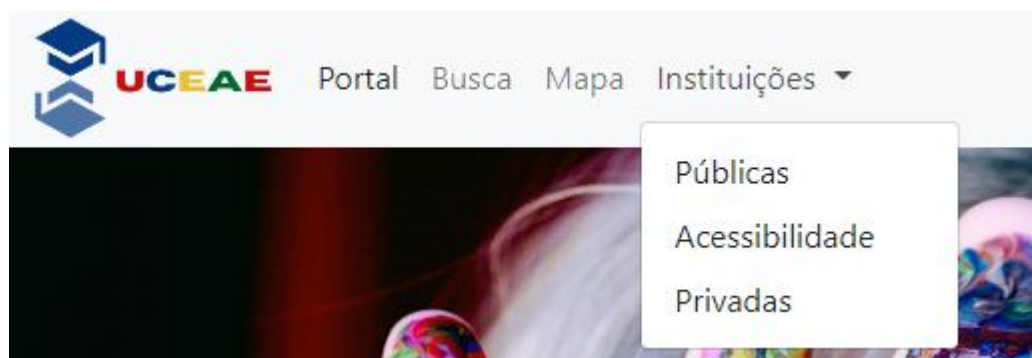 UCEAE Portal Busca Mapa Instituições
Públicas
Acessibilidade
Privadas